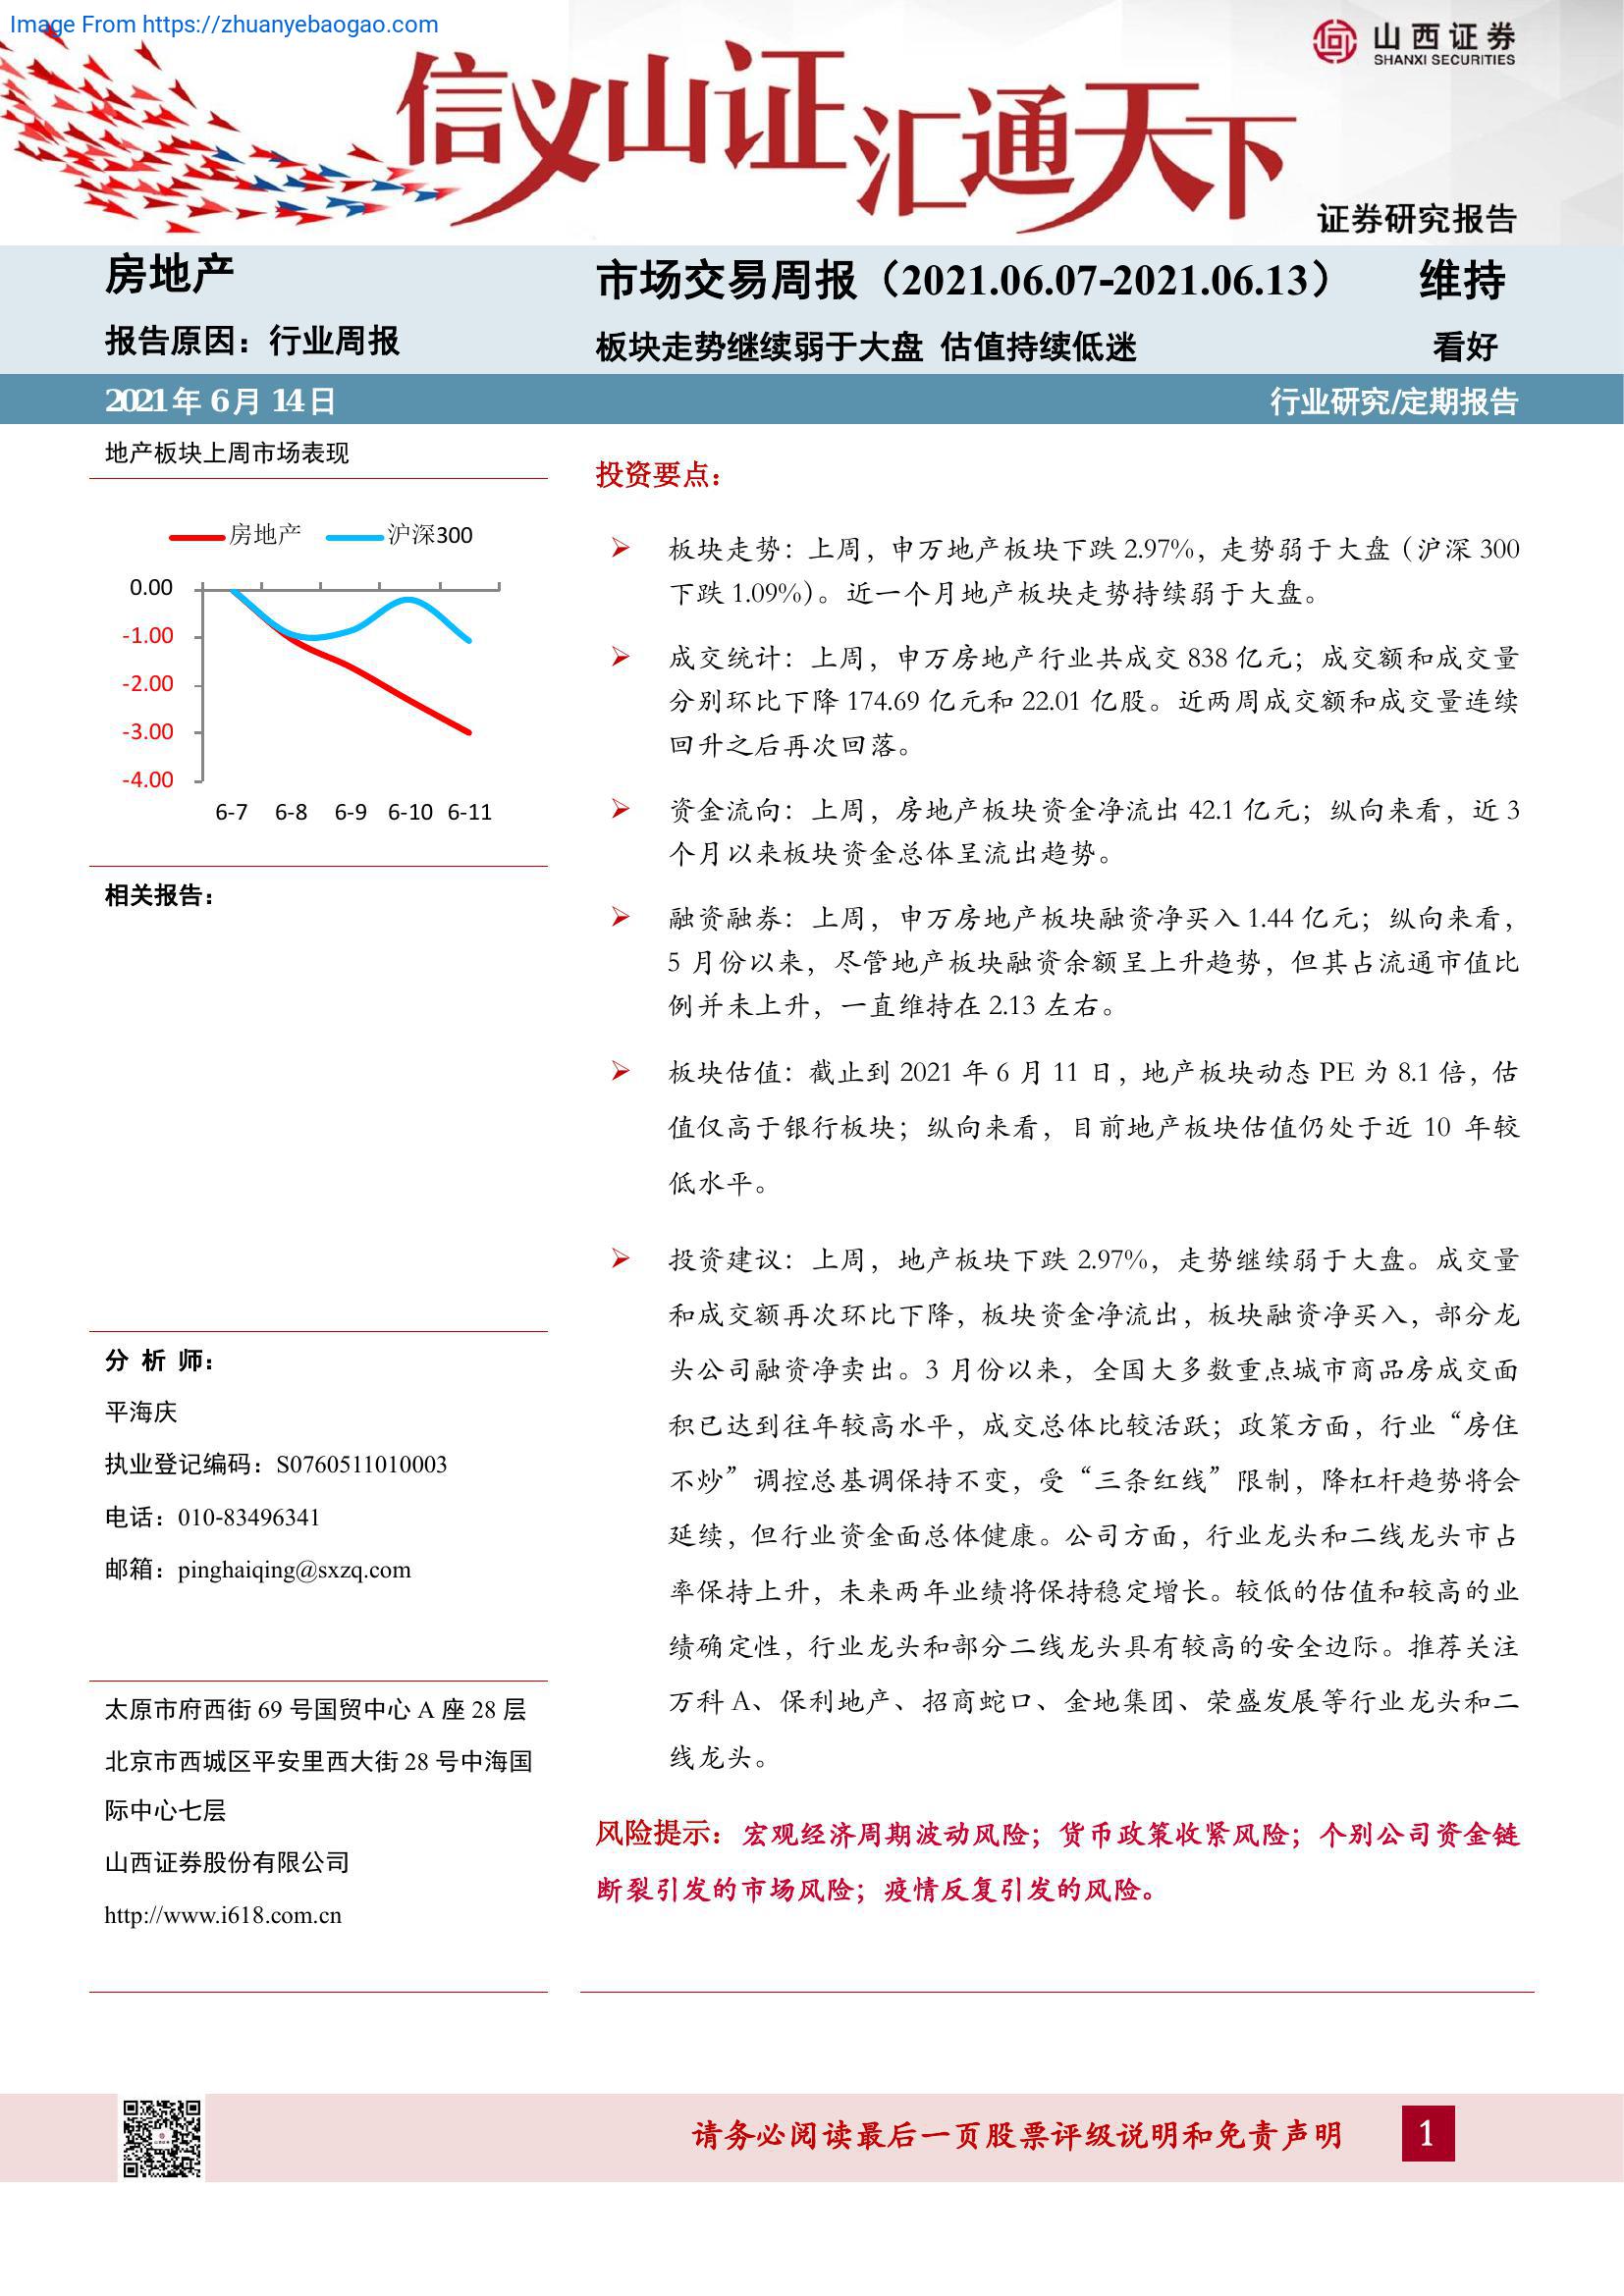 Image From https://zhuanyebaogao.com
山西证券
SHANXI SECURITIES
信义山证汇通天下
证券研究报告
房地产
报告原因：行业周报
市场交易周报（2021.06.07-2021.06.13）
维持
板块走势继续弱于大盘 估值持续低迷
看好
2021年 6月 14日
行业研究/定期报告
地产板块上周市场表现
房地产
沪深300
0.00
-1.00
-2.00
-3.00
-4.00
6-7 6-8 6-9 6-10 6-11
相关报告：
分 析 师：
平海庆
执业登记编码：S0760511010003
电话：010-83496341
邮箱：pinghaiqing@sxzq.com
太原市府西街 69 号国贸中心 A 座 28 层
北京市西城区平安里西大街 28 号中海国
际中心七层
山西证券股份有限公司
http://www.i618.com.cn
投资要点：
板块走势：上周，申万地产板块下跌 2.97%，走势弱于大盘（沪深 300
下跌 1.09%）。近一个月地产板块走势持续弱于大盘。
成交统计：上周，申万房地产行业共成交 838 亿元；成交额和成交量
分别环比下降 174.69 亿元和 22.01 亿股。近两周成交额和成交量连续
回升之后再次回落。
资金流向：上周，房地产板块资金净流出 42.1 亿元；纵向来看，近 3
个月以来板块资金总体呈流出趋势。
融资融券：上周，申万房地产板块融资净买入 1.44 亿元；纵向来看，
5 月份以来，尽管地产板块融资余额呈上升趋势，但其占流通市值比
例并未上升，一直维持在 2.13 左右。
板块估值：截止到 2021 年 6 月 11 日，地产板块动态 PE 为 8.1 倍，估
值仅高于银行板块；纵向来看，目前地产板块估值仍处于近 10 年较
低水平。
投资建议：上周，地产板块下跌 2.97%，走势继续弱于大盘。成交量
和成交额再次环比下降，板块资金净流出，板块融资净买入，部分龙
头公司融资净卖出。3 月份以来，全国大多数重点城市商品房成交面
积已达到往年较高水平，成交总体比较活跃；政策方面，行业“房住
不炒”调控总基调保持不变，受“三条红线”限制，降杠杆趋势将会
延续，但行业资金面总体健康。公司方面，行业龙头和二线龙头市占
率保持上升，未来两年业绩将保持稳定增长。较低的估值和较高的业
绩确定性，行业龙头和部分二线龙头具有较高的安全边际。推荐关注
万科 A、保利地产、招商蛇口、金地集团、荣盛发展等行业龙头和二
线龙头。
风险提示：宏观经济周期波动风险；货币政策收紧风险；个别公司资金链
断裂引发的市场风险；疫情反复引发的风险。
请务必阅读最后一页股票评级说明和免责声明
1